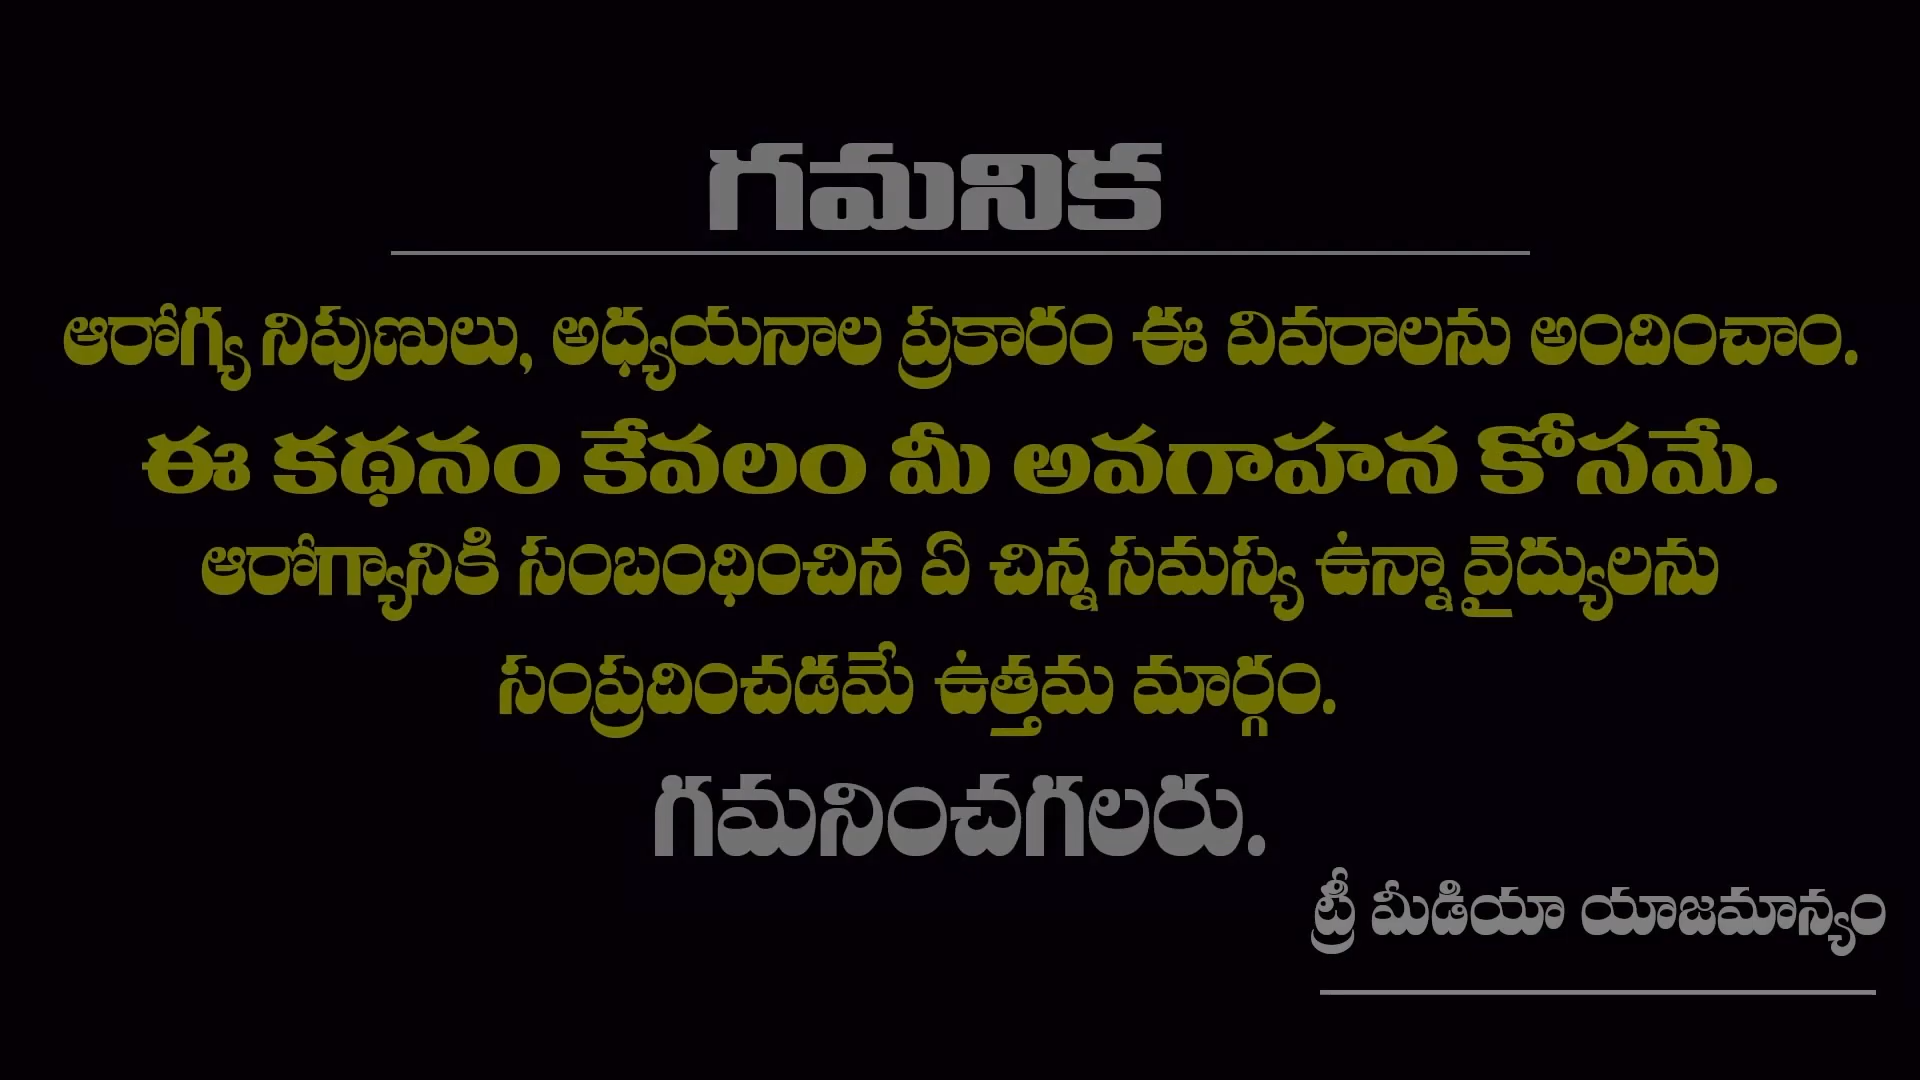 గమనిక
ఆరోగ్య నిపుణులు, అధ్యయనాల ప్రకారం ఈ వివరాలను అందించాం.
ఈ కథనం కేవలం మీ అవగాహన కోసమే.
ఆరోగ్యానికి సంబంధించిన ఏ చిన్న సమస్య ఉన్నా వైద్యులను
సంప్రదించడమే ఉత్తమ మార్గం.
గమనించగలరు.
ట్రీ మీడియా యాజమాన్యం